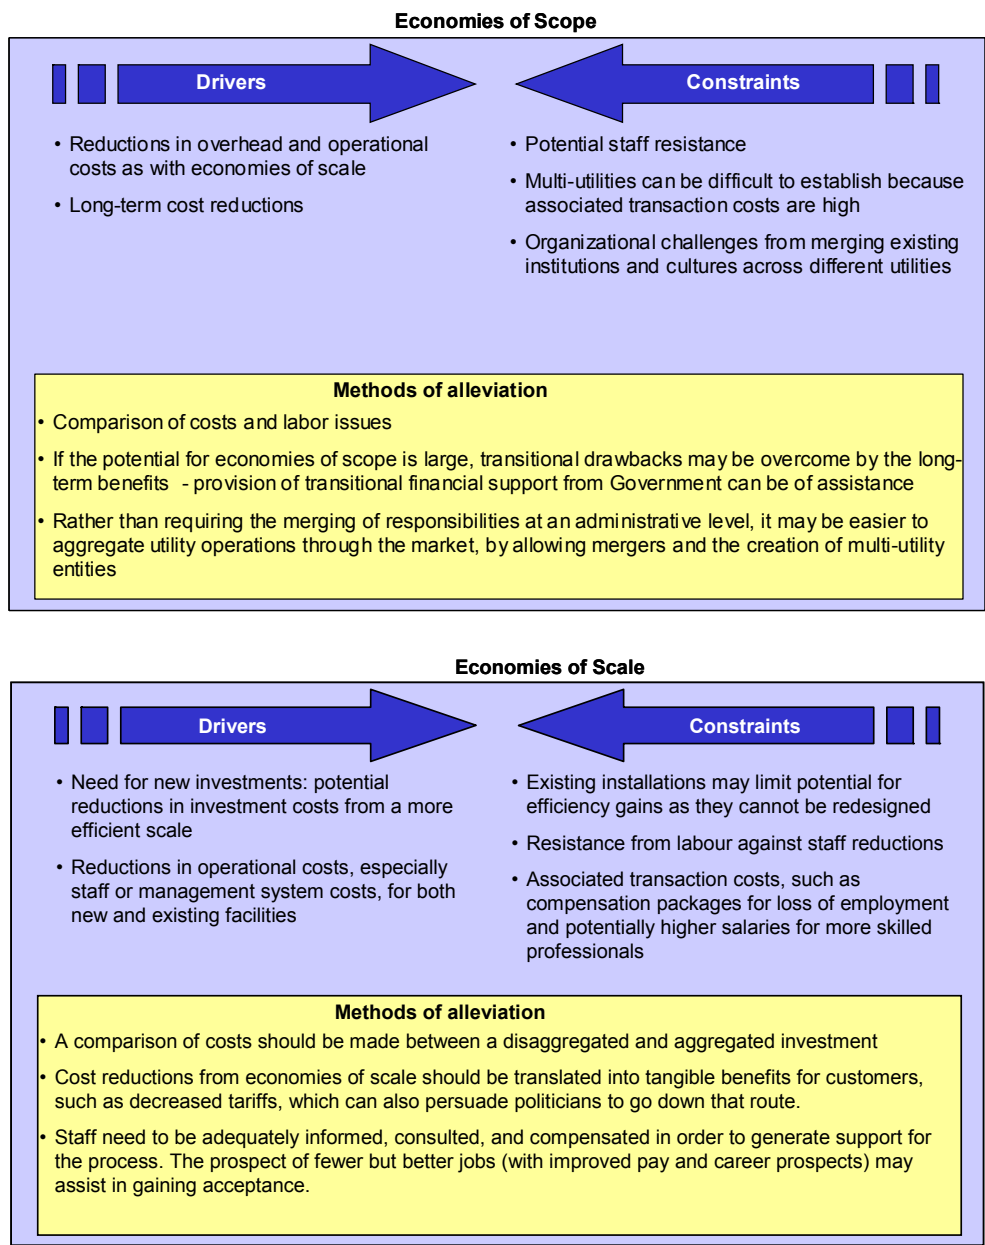 Economies of Scope
Drivers
• Reductions in overhead and operational
costs as with economies of scale
• Long-term cost reductions
Constraints
• Potential staff resistance
• Multi-utilities can be difficult to establish because
associated transaction costs are high
• Organizational challenges from merging existing
institutions and cultures across different utilities
Methods of alleviation
• Comparison of costs and labor issues
• If the potential for economies of scope is large, transitional drawbacks may be overcome by the long-
term benefits - provision of transitional financial support from Government can be of assistance
• Rather than requiring the merging of responsibilities at an administrative level, it may be easier to
aggregate utility operations through the market, by allowing mergers and the creation of multi-utility
entities
Economies of Scale
Drivers
• Need for new investments: potential
reductions in investment costs from a more
efficient scale
• Reductions in operational costs, especially
staff or management system costs, for both
new and existing facilities
Constraints
• Existing installations may limit potential for
efficiency gains as they cannot be redesigned
• Resistance from labour against staff reductions
• Associated transaction costs, such as
compensation packages for loss of employment
and potentially higher salaries for more skilled
professionals
Methods of alleviation
• A comparison of costs should be made between a disaggregated and aggregated investment
• Cost reductions from economies of scale should be translated into tangible benefits for customers,
such as decreased tariffs, which can also persuade politicians to go down that route.
• Staff need to be adequately informed, consulted, and compensated in order to generate support for
the process. The prospect of fewer but better jobs (with improved pay and career prospects) may
assist in gaining acceptance.